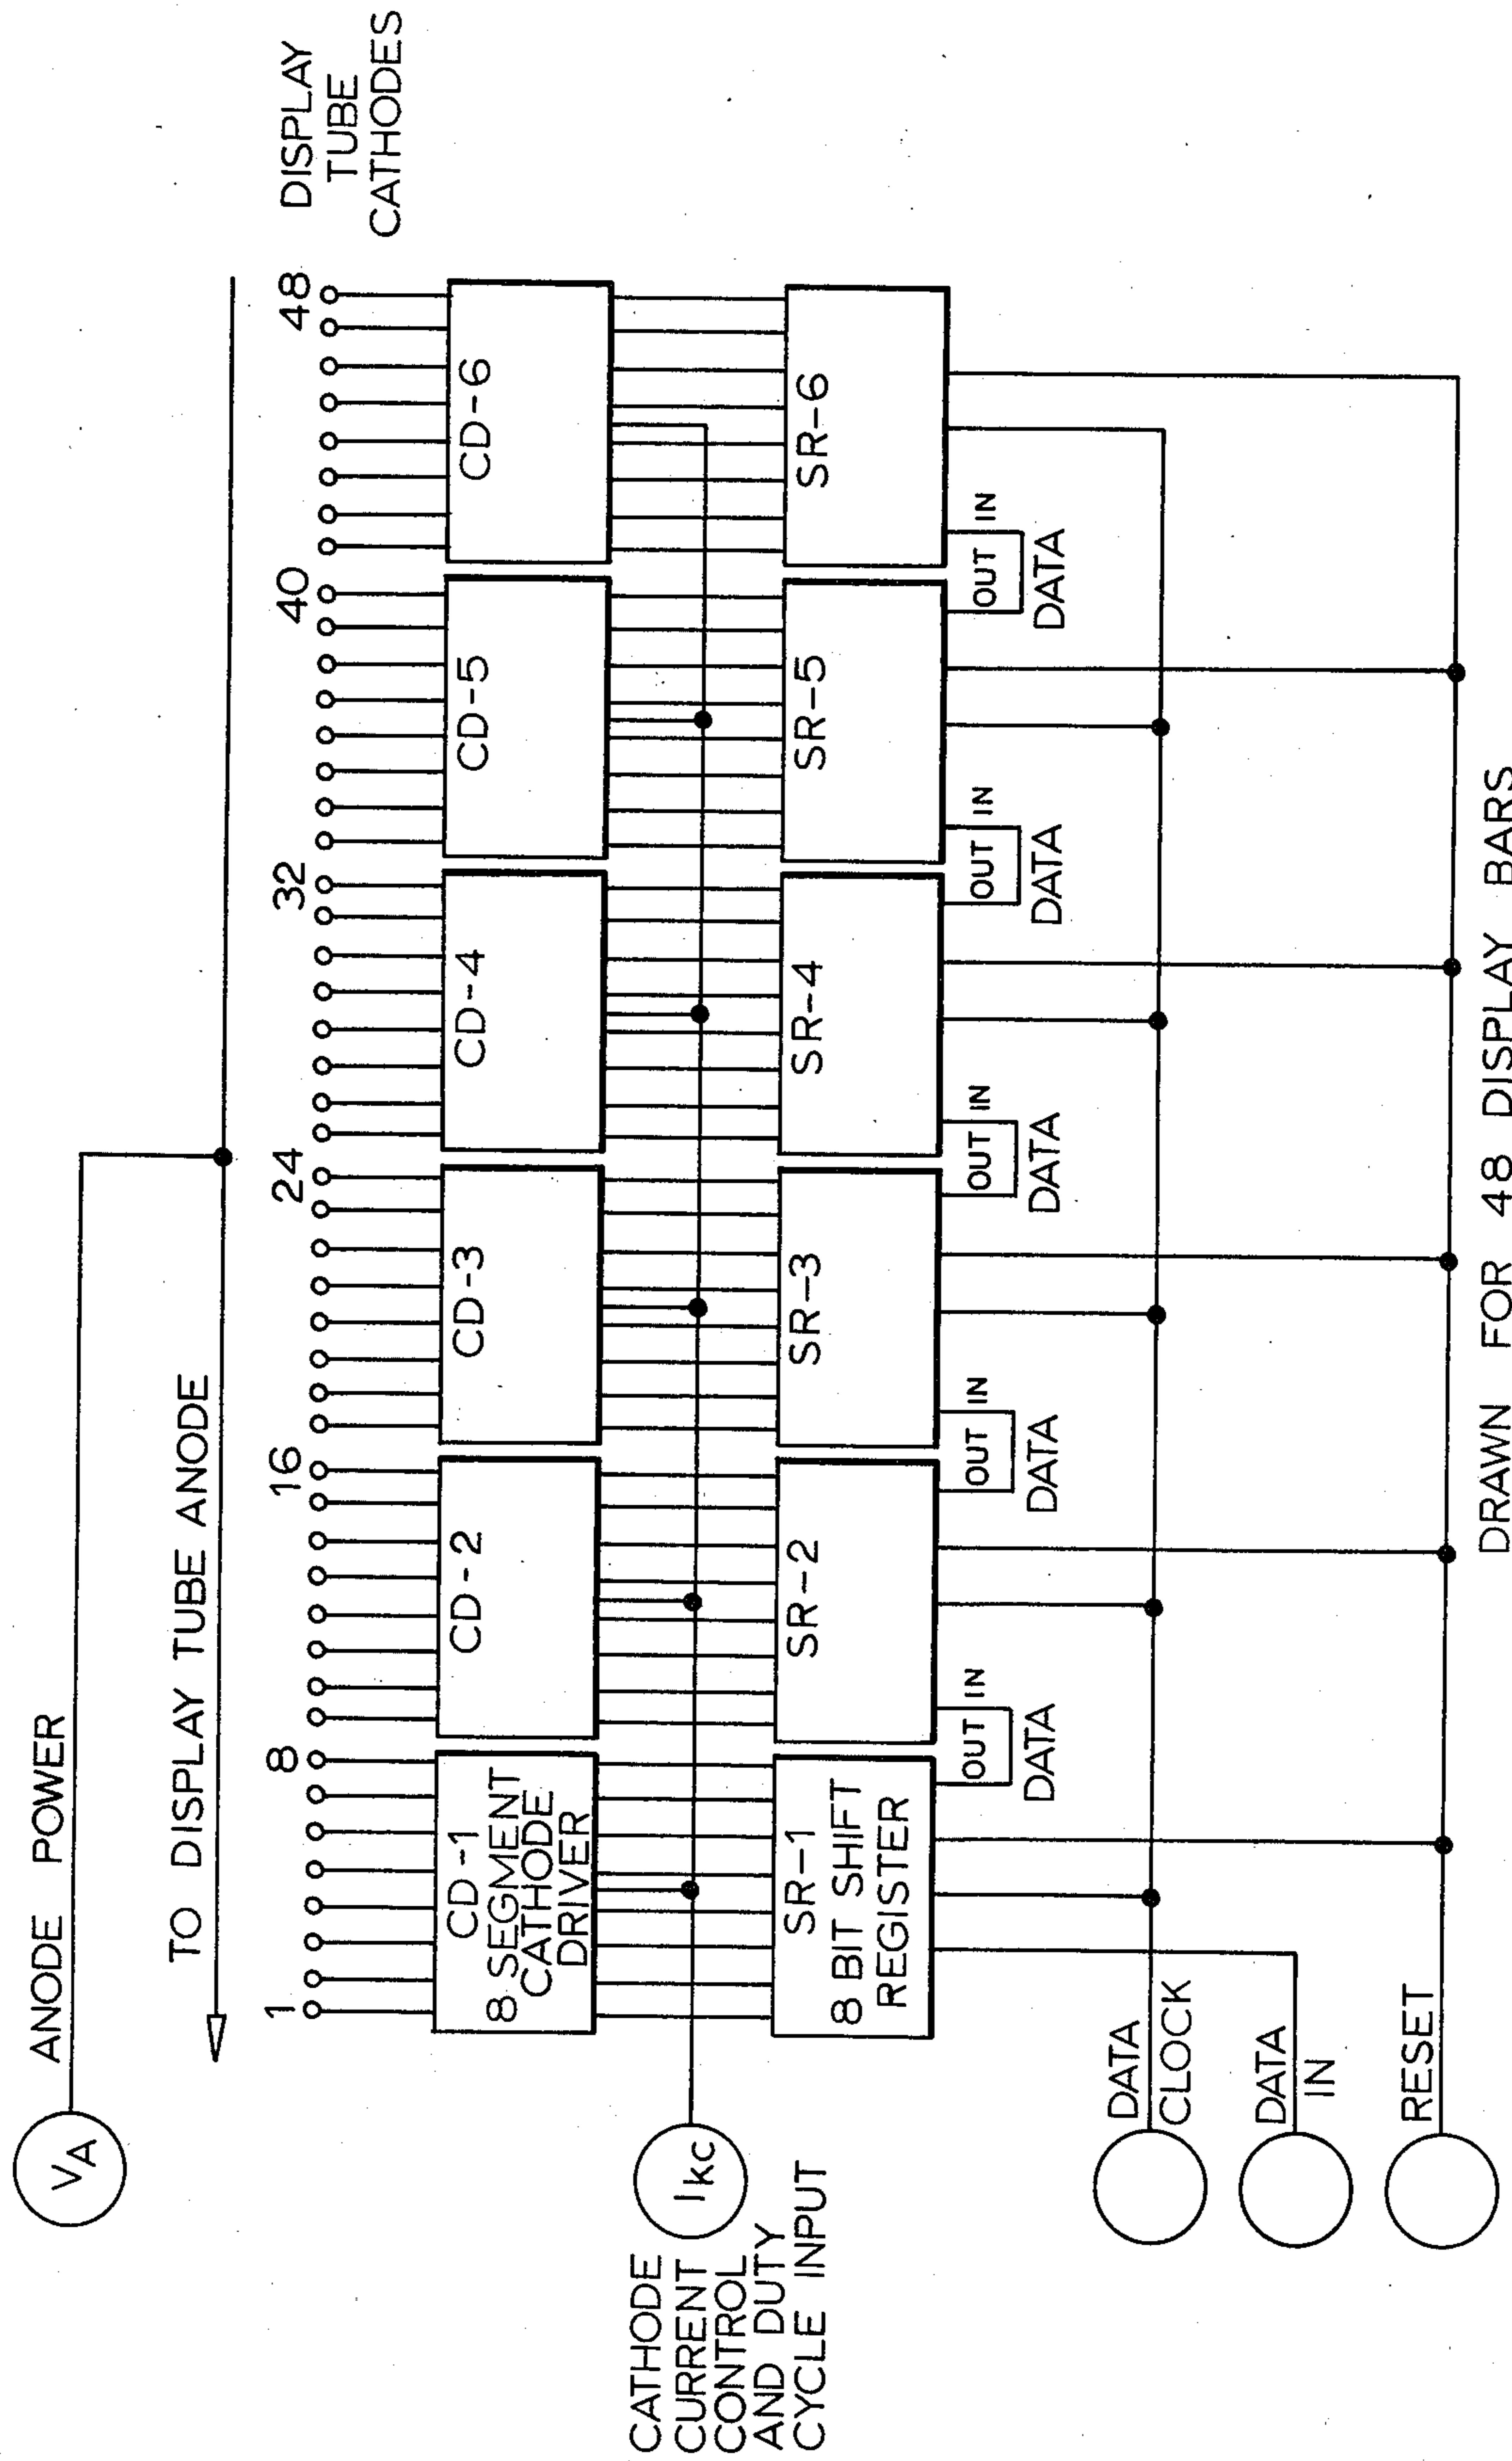 VA
ANODE POWER
TO DISPLAY TUBE ANODE
DISPLAY
TUBE
CATHODES
1
8
16
24
32
40
48
CD-1
8 SEGMENT
CATHODE
DRIVER
CD-2
CD-3
CD-4
CD-5
CD-6
IKC
CATHODE
CURRENT
CONTROL
AND DUTY
CYCLE INPUT
SR-1
8 BIT SHIFT
REGISTER
SR-2
SR-3
SR-4
SR-5
SR-6
OUT IN
DATA
OUT IN
DATA
OUT IN
DATA
OUT IN
DATA
OUT IN
DATA
DATA
CLOCK
DATA
IN
RESET
DRAWN FOR 48 DISPLAY BARS